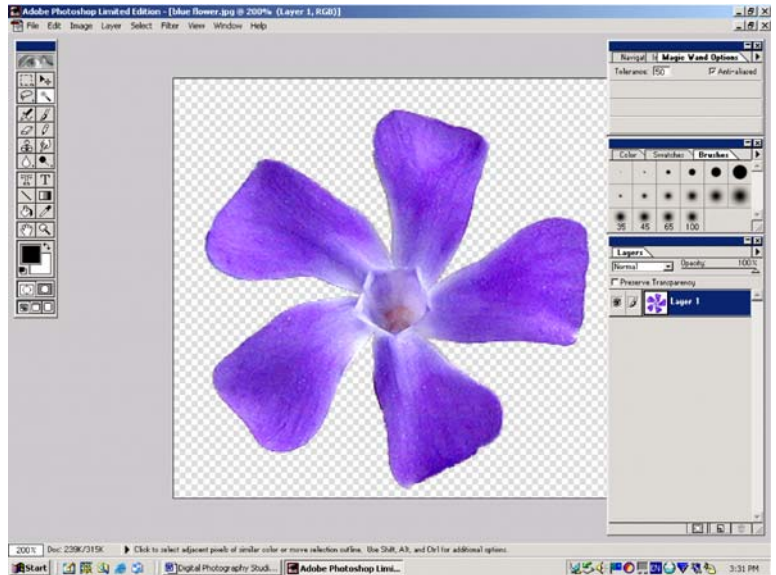 Adobe Photoshop Limited Edition - [blue flower.jpg @ 200% (Layer 1, RGB)]
File Edit Image Layer Select Filter View Window Help
Navigat Magic Wand Options
Tolerance: 50 Anti-aliased
Color Swatches Brushes
35 45 65 100
Layers
Normal Opacity: 100%
Preserve Transparency
Layer 1
T
200% Doc: 239K/315K Click to select adjacent pixels of similar color or move selection outline. Use Shift, Alt, and Ctrl for additional options.
Start Digital Photography Studi... Adobe Photoshop Limi... 3:31 PM